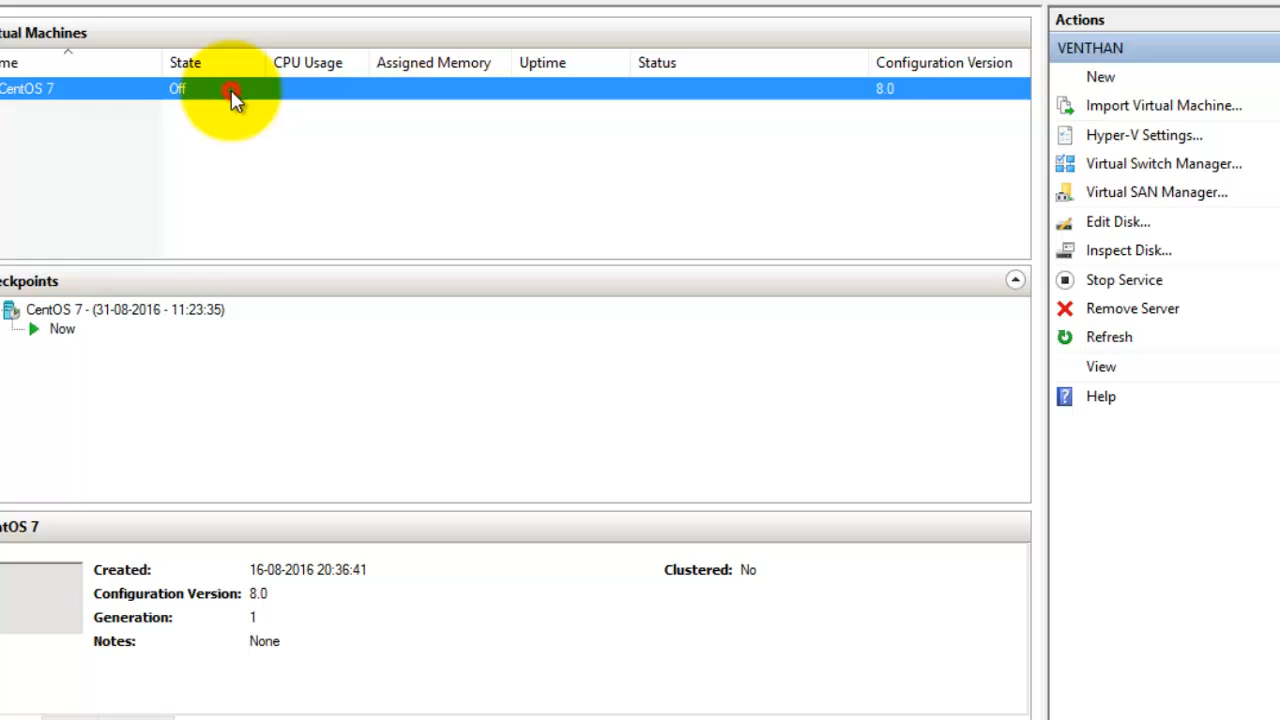 tual Machines
me State CPU Usage Assigned Memory Uptime Status Configuration Version
CentOS 7 Off 8.0
eckpoints
CentOS 7 - (31-08-2016 - 11:23:35)
Now
ntOS 7
Created: 16-08-2016 20:36:41 Clustered: No
Configuration Version: 8.0
Generation: 1
Notes: None
Actions
VENTHAN
New
Import Virtual Machine...
Hyper-V Settings...
Virtual Switch Manager...
Virtual SAN Manager...
Edit Disk...
Inspect Disk...
Stop Service
Remove Server
Refresh
View
Help